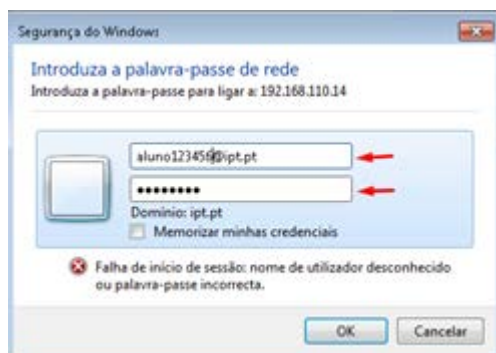 Segurança do Windows
Introduza a palavra-passe de rede
Introduza a palavra-passe para ligar a: 192.168.110.14
aluno123456@ipt.pt
••••••••
Domínio: ipt.pt
Memorizar minhas credenciais
Falha de início de sessão: nome de utilizador desconhecido
ou palavra-passe incorrecta.
OK Cancelar